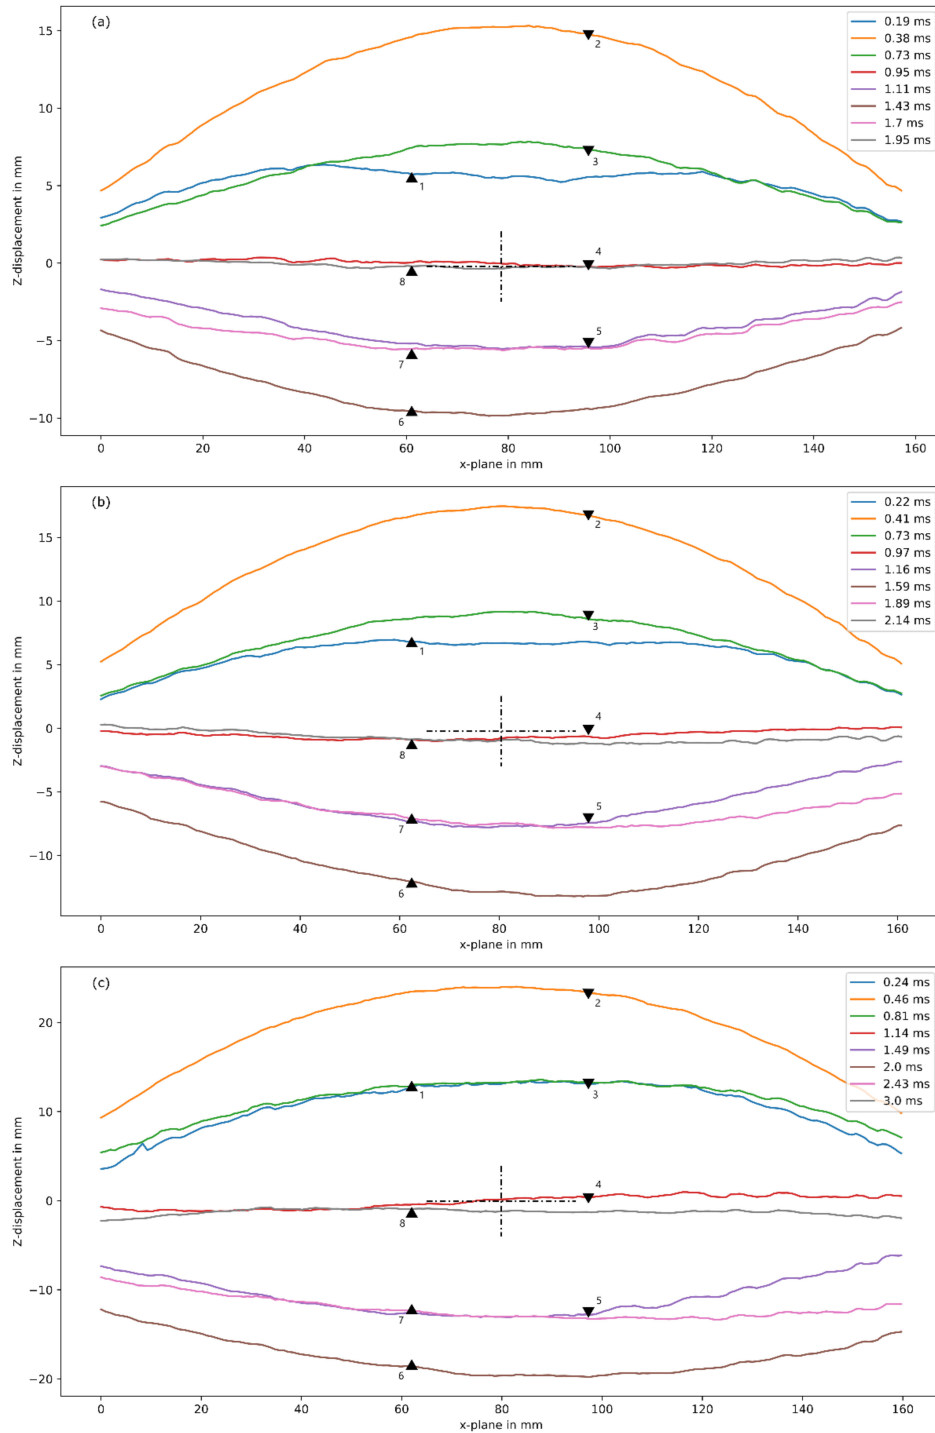 (a)
0.19 ms
0.38 ms
0.73 ms
0.95 ms
1.11 ms
1.43 ms
1.7 ms
1.95 ms
15
10
5
0
−5
−10
Z-displacement in mm
2
3
1
4
8
5
7
6
0 20 40 60 80 100 120 140 160
x-plane in mm
(b)
0.22 ms
0.41 ms
0.73 ms
0.97 ms
1.16 ms
1.59 ms
1.89 ms
2.14 ms
15
10
5
0
−5
−10
Z-displacement in mm
2
3
1
4
8
5
7
6
0 20 40 60 80 100 120 140 160
x-plane in mm
(c)
0.24 ms
0.46 ms
0.81 ms
1.14 ms
1.49 ms
2.0 ms
2.43 ms
3.0 ms
20
10
0
−10
−20
Z-displacement in mm
2
1
3
4
8
5
7
6
0 20 40 60 80 100 120 140 160
x-plane in mm